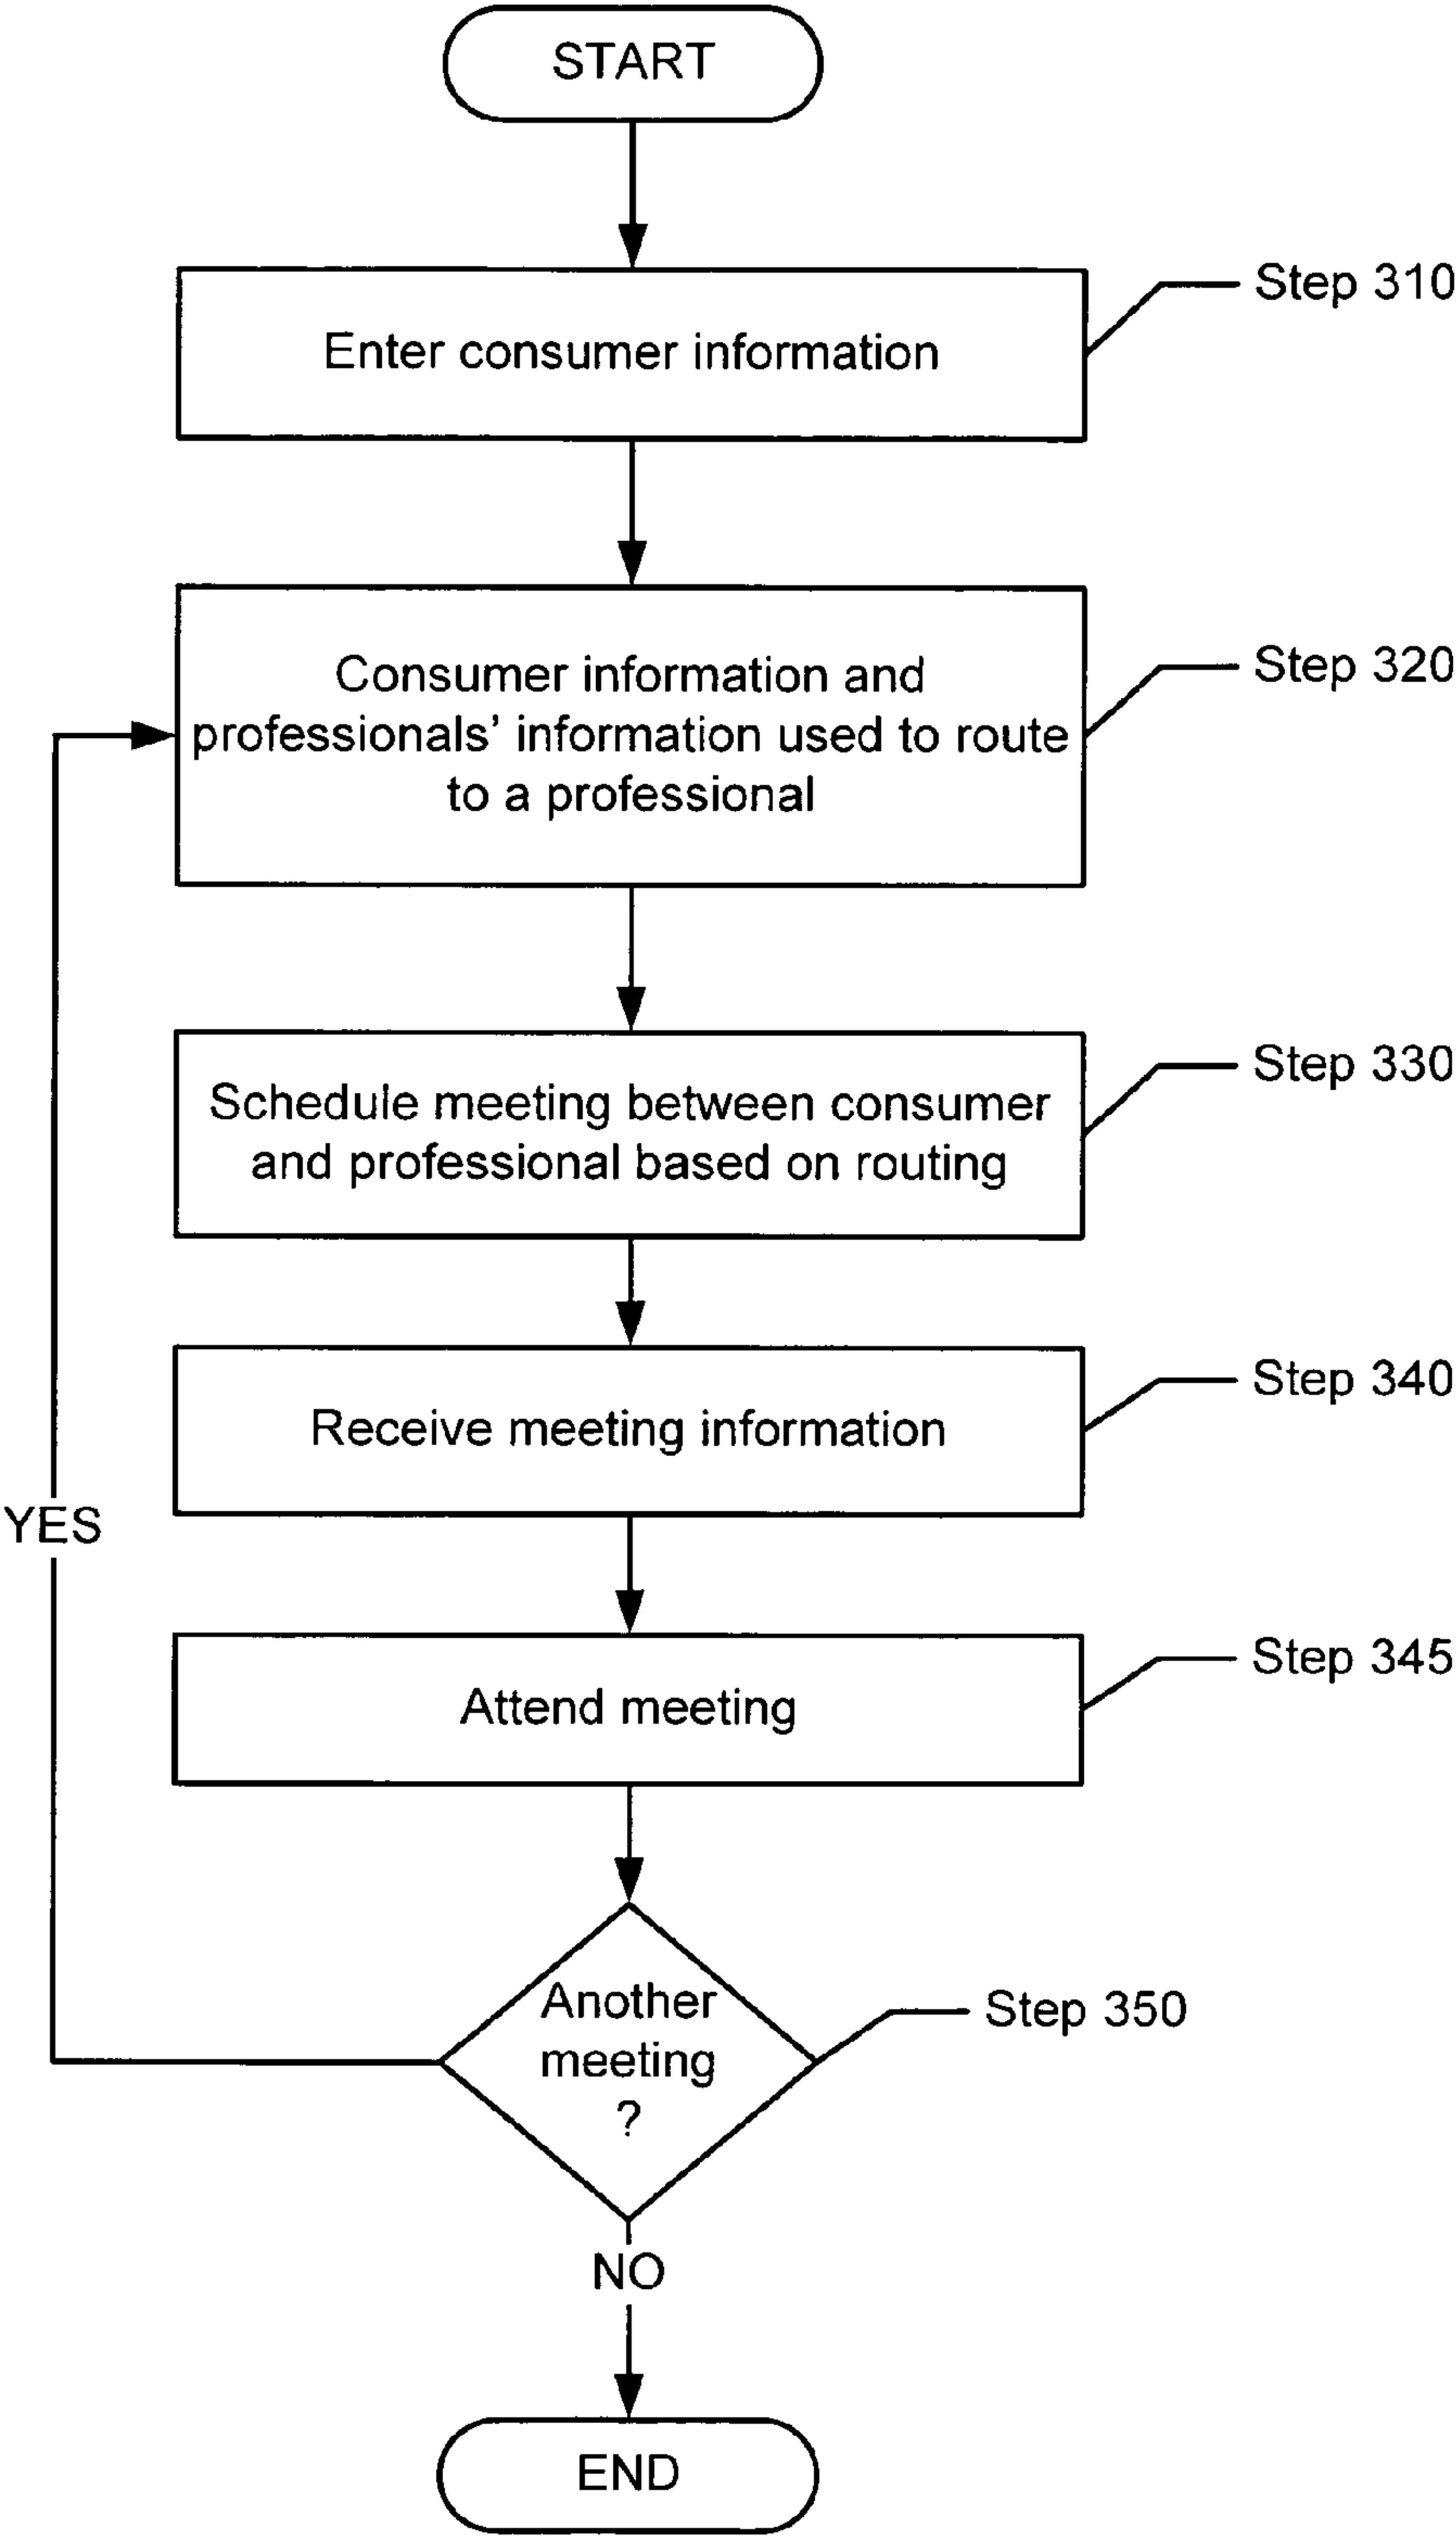 START
Step 310
Enter consumer information
Step 320
Consumer information and
professionals' information used to route
to a professional
Step 330
Schedule meeting between consumer
and professional based on routing
Step 340
Receive meeting information
YES
Step 345
Attend meeting
Step 350
Another
meeting
?
NO
END